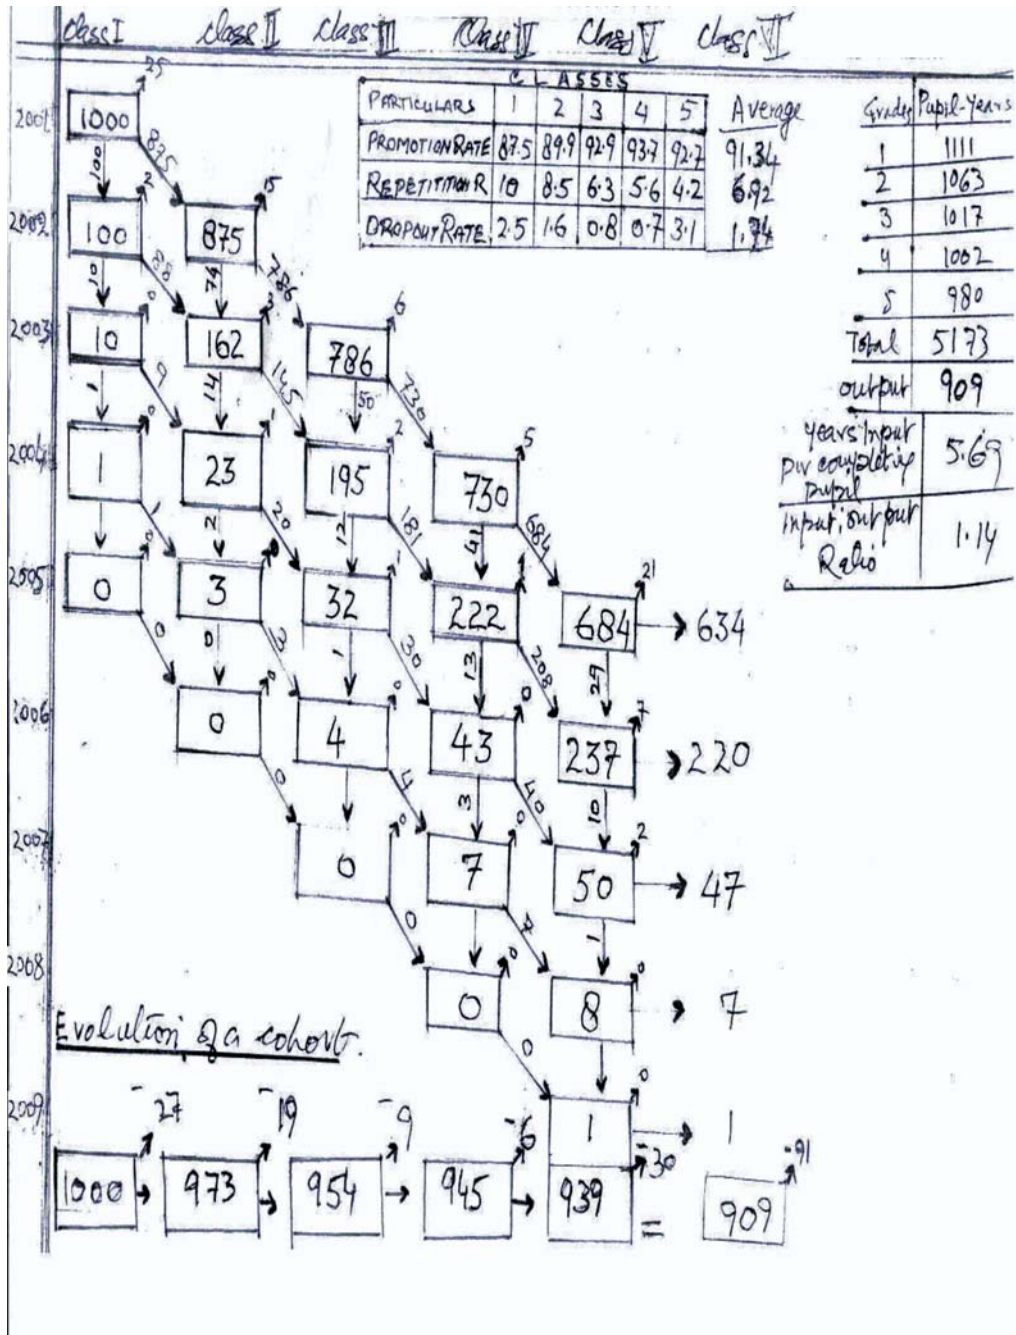 Class I Class II Class III Class IV Class V Class VI
CLASSES
PARTICULARS 1 2 3 4 5 Average
PROMOTION RATE 87.5 89.9 92.9 93.7 92.7 91.34
REPETITION R 10 8.5 6.3 5.6 4.2 6.92
DROPOUT RATE 2.5 1.6 0.8 0.7 3.1
Grades Pupil-Years
1 1111
2 1063
3 1017
4 1002
5 980
Total 5173
output 909
years input
per completing
pupil
5.69
input:output
Ratio
1.14
25
2001 1000
100 875
2 15
2002 100 875
10 88 74 786
0 3 6
2003 10 162 786
1 9 14 145 50 730
0 1 2 5
2004 1 23 195 730
1 2 20 12 181 41 684
0 0 1 1 21
2005 0 3 32 222 684 634
0 0 3 1 30 13 208 29
0 0 0 7
2006 0 4 43 237 220
0 4 3 40 10
0 0 2
2007 0 7 50 47
0 7 1
0 0
2008 0 8 7
0
0
Evolution of a cohort.
2009 1 1
-27 -19 -9 -6 -30 -91
1000 973 954 945 939 = 909